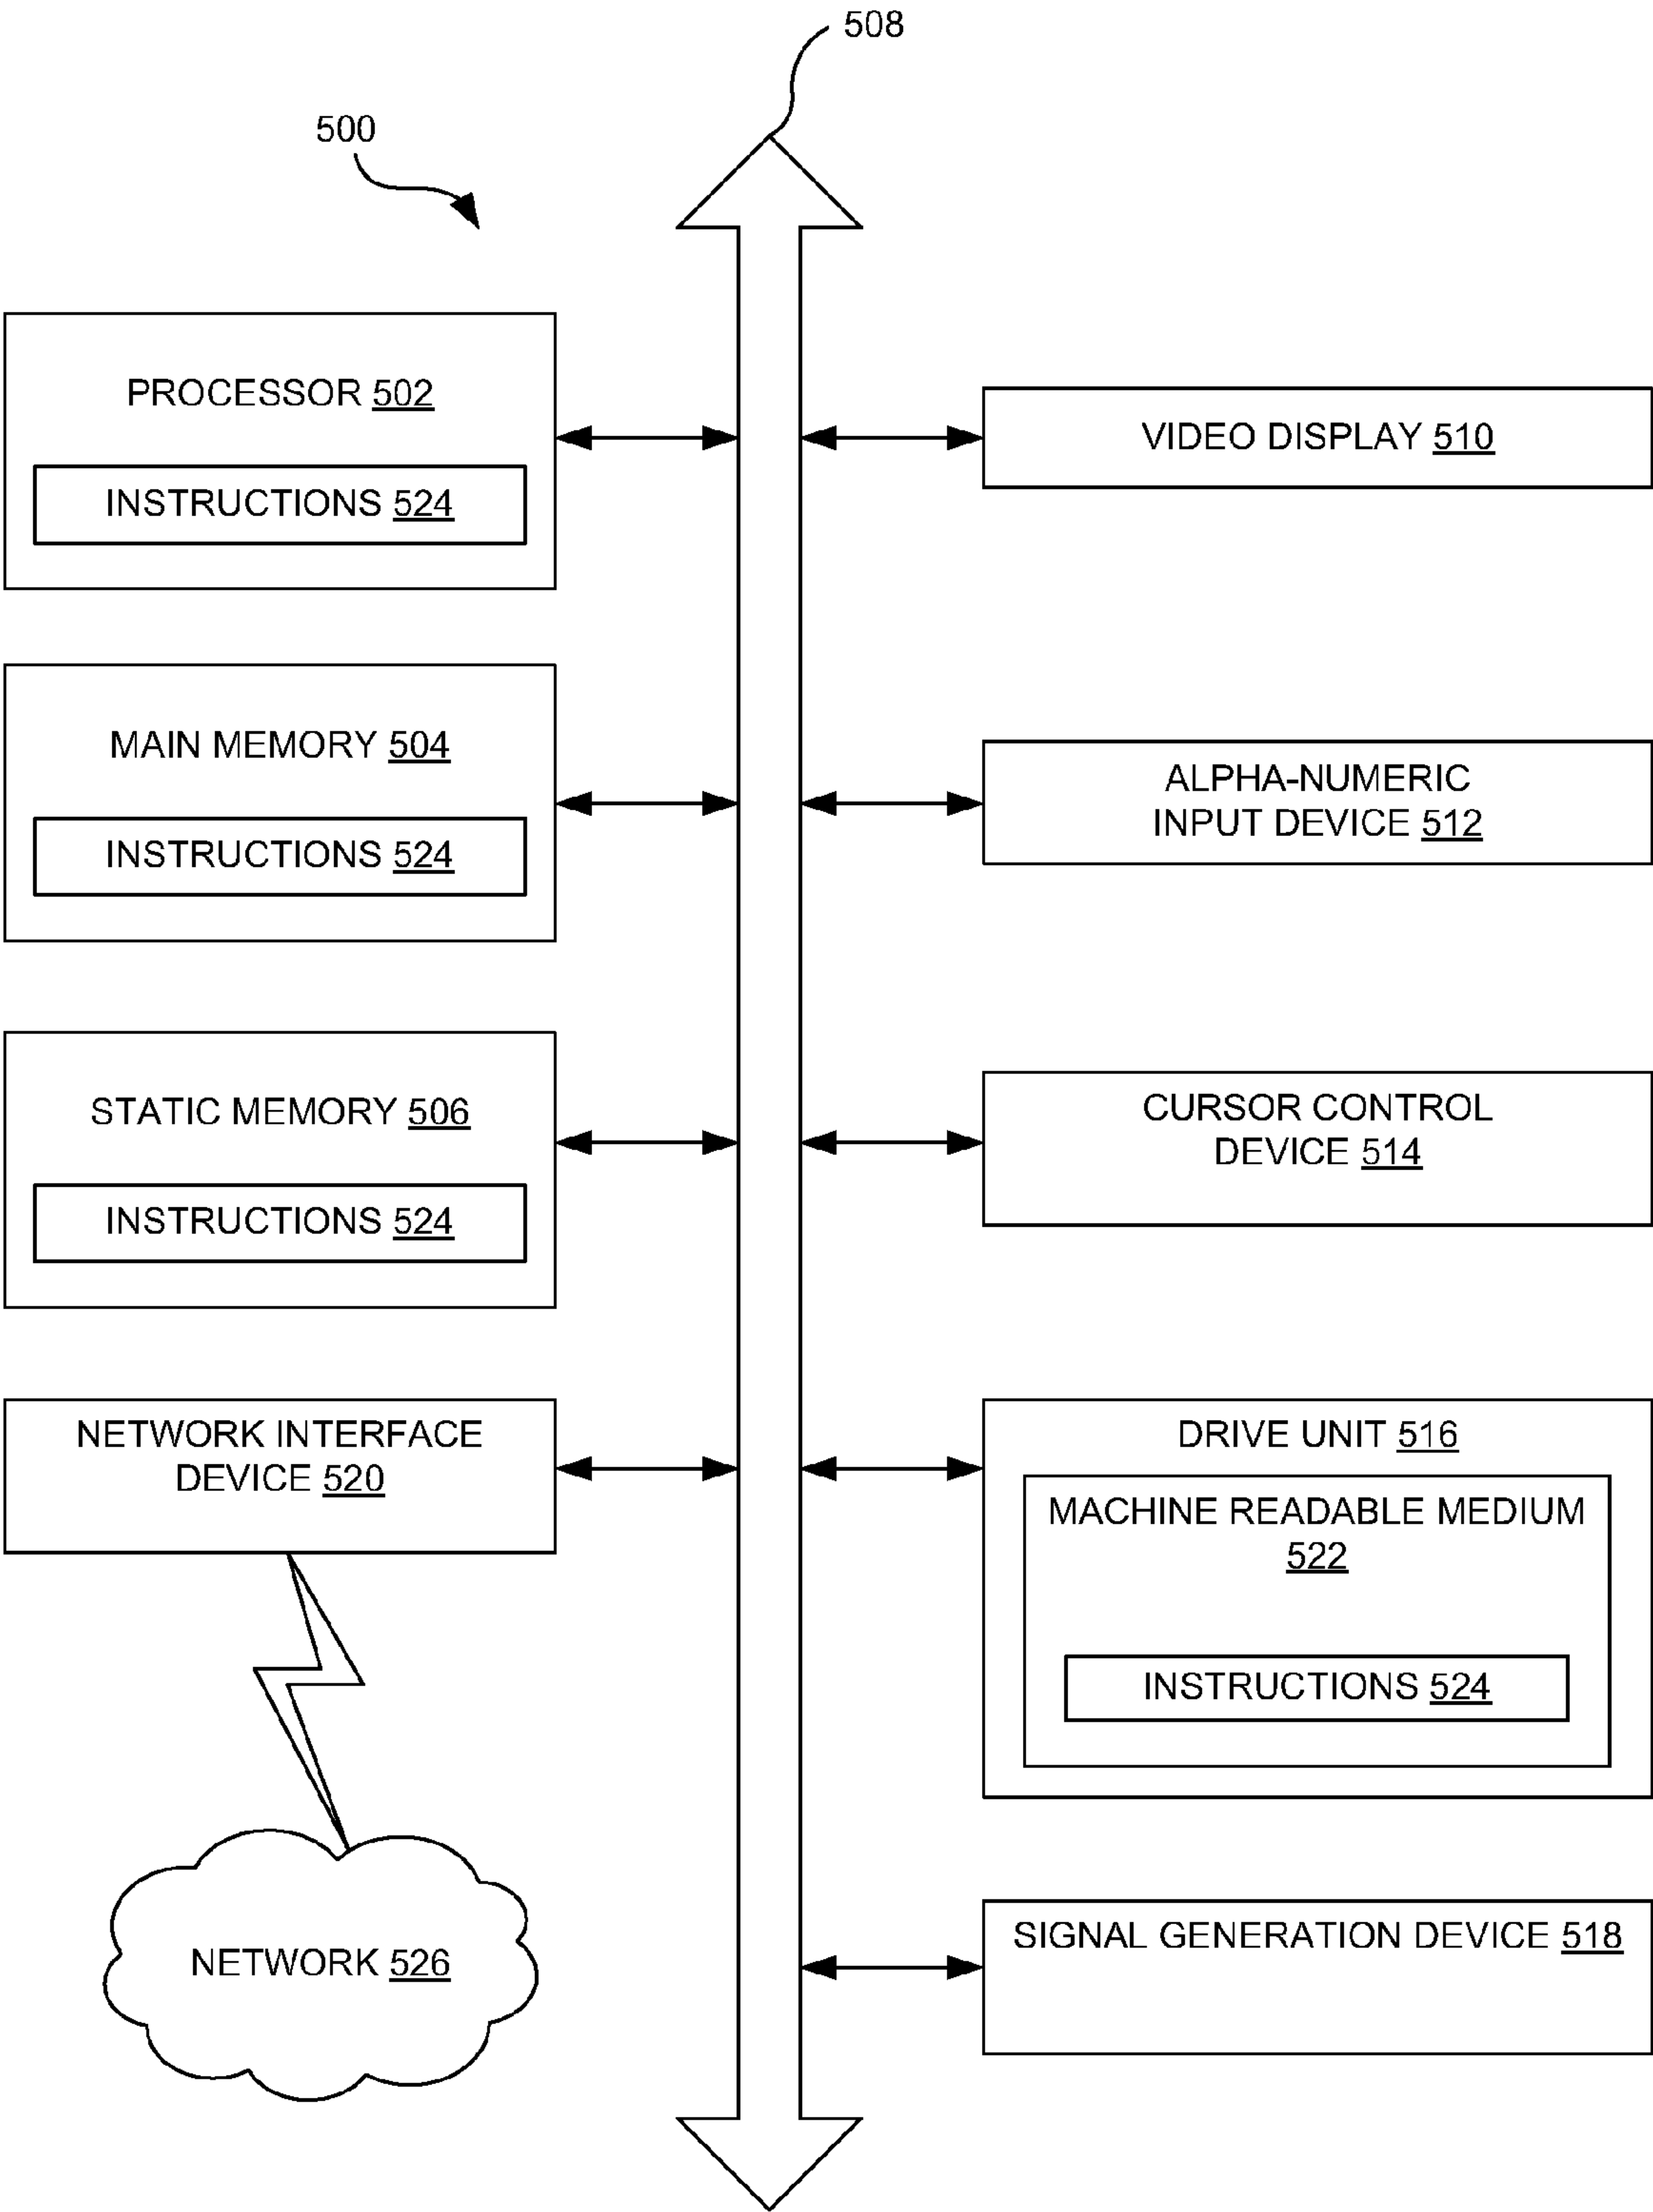 508
500
PROCESSOR 502
INSTRUCTIONS 524
MAIN MEMORY 504
INSTRUCTIONS 524
STATIC MEMORY 506
INSTRUCTIONS 524
NETWORK INTERFACE
DEVICE 520
NETWORK 526
VIDEO DISPLAY 510
ALPHA-NUMERIC
INPUT DEVICE 512
CURSOR CONTROL
DEVICE 514
DRIVE UNIT 516
MACHINE READABLE MEDIUM
522
INSTRUCTIONS 524
SIGNAL GENERATION DEVICE 518